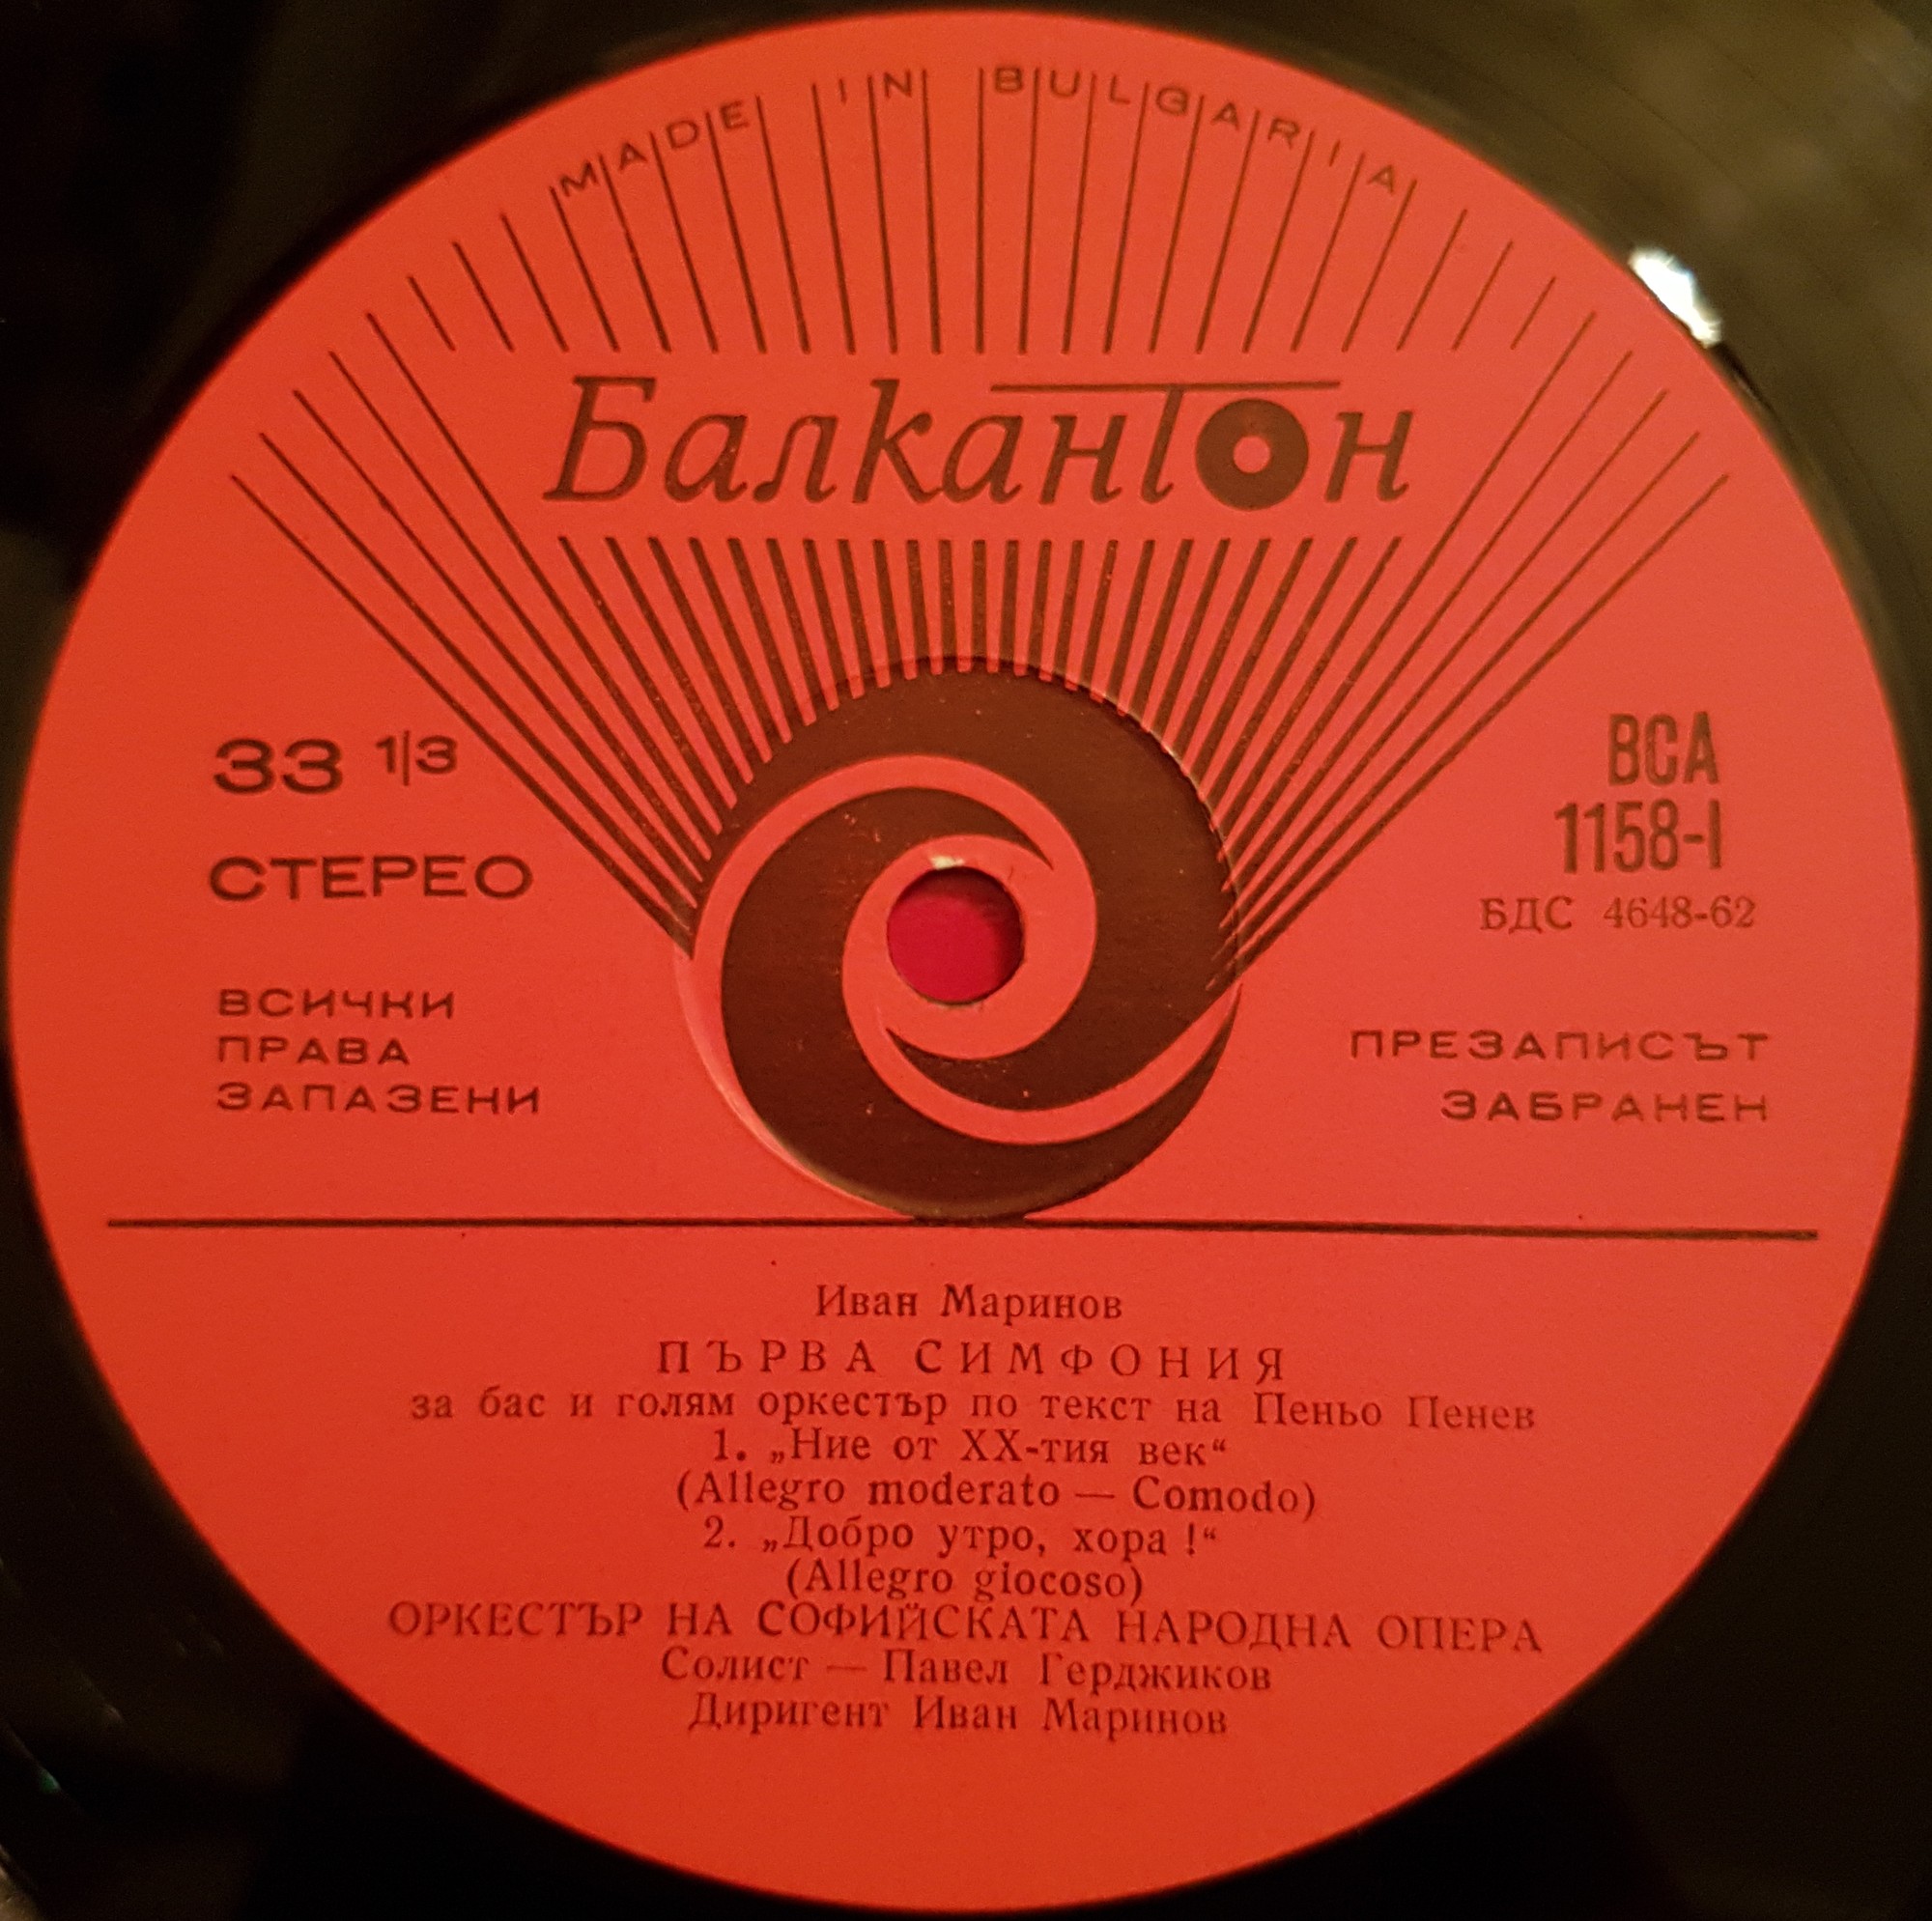 MADE IN BULGARIA
Балкантон
33 1/3
СТЕРЕО
ВСИЧКИ
ПРАВА
ЗАПАЗЕНИ
ВСА
1158-I
БДС 4648-62
ПРЕЗАПИСЪТ
ЗАБРАНЕН
Иван Маринов
ПЪРВА СИМФОНИЯ
за бас и голям оркестър по текст на Пеньо Пенев
1. „Ние от XX-тия век“
(Allegro moderato — Comodo)
2. „Добро утро, хора !“
(Allegro giocoso)
ОРКЕСТЪР НА СОФИЙСКАТА НАРОДНА ОПЕРА
Солист — Павел Герджиков
Диригент Иван Маринов